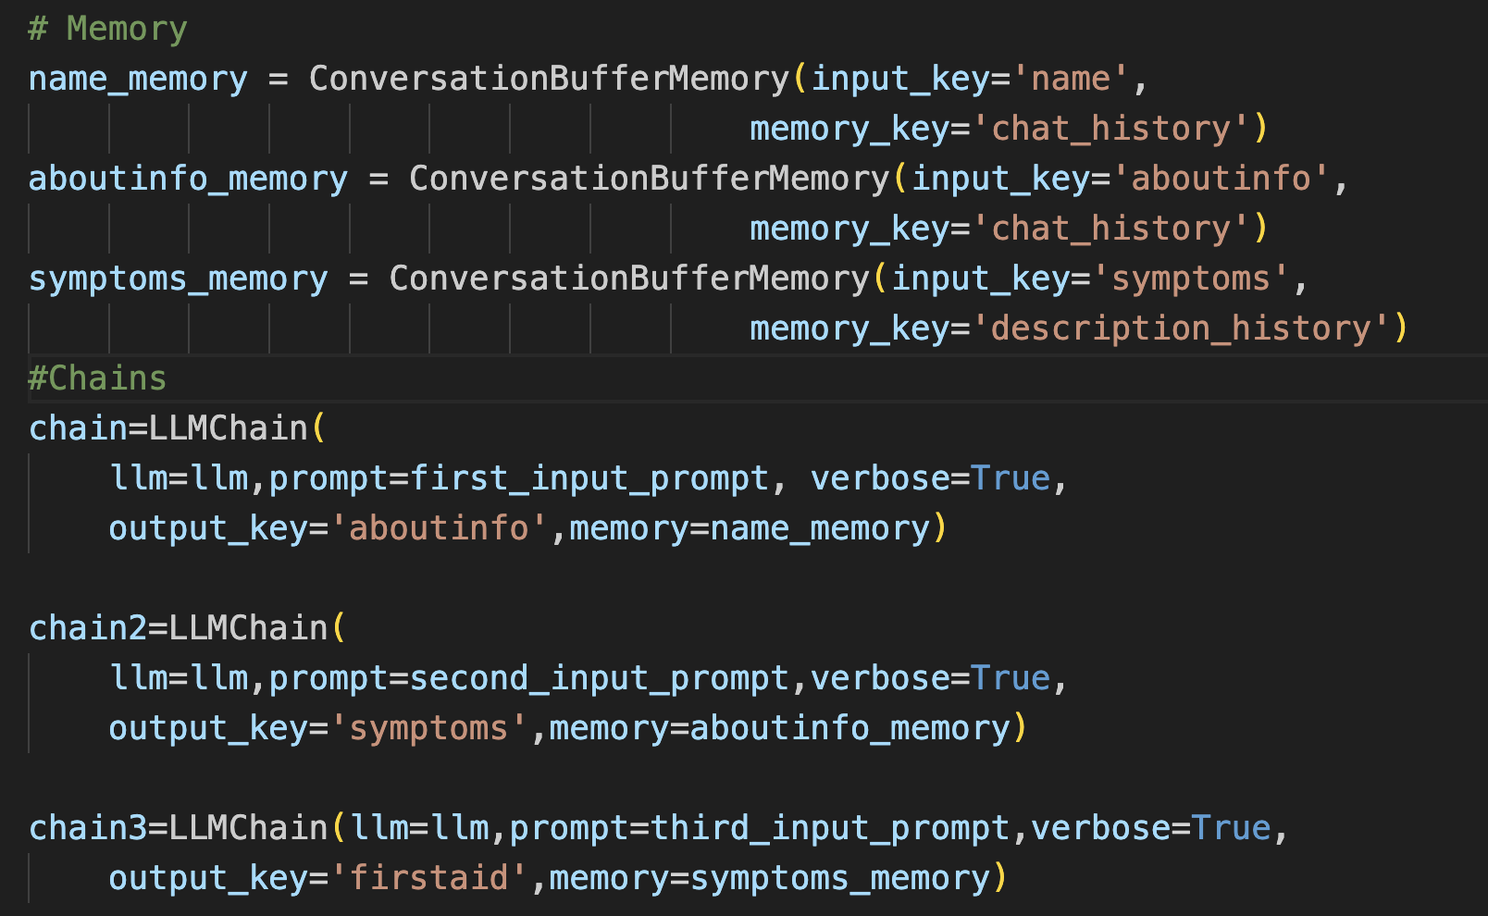 # Memory
name_memory = ConversationBufferMemory(input_key='name',
memory_key='chat_history')
aboutinfo_memory = ConversationBufferMemory(input_key='aboutinfo',
memory_key='chat_history')
symptoms_memory = ConversationBufferMemory(input_key='symptoms',
memory_key='description_history')
#Chains
chain=LLMChain(
llm=llm,prompt=first_input_prompt, verbose=True,
output_key='aboutinfo',memory=name_memory)
chain2=LLMChain(
llm=llm,prompt=second_input_prompt,verbose=True,
output_key='symptoms',memory=aboutinfo_memory)
chain3=LLMChain(llm=llm,prompt=third_input_prompt,verbose=True,
output_key='firstaid',memory=symptoms_memory)